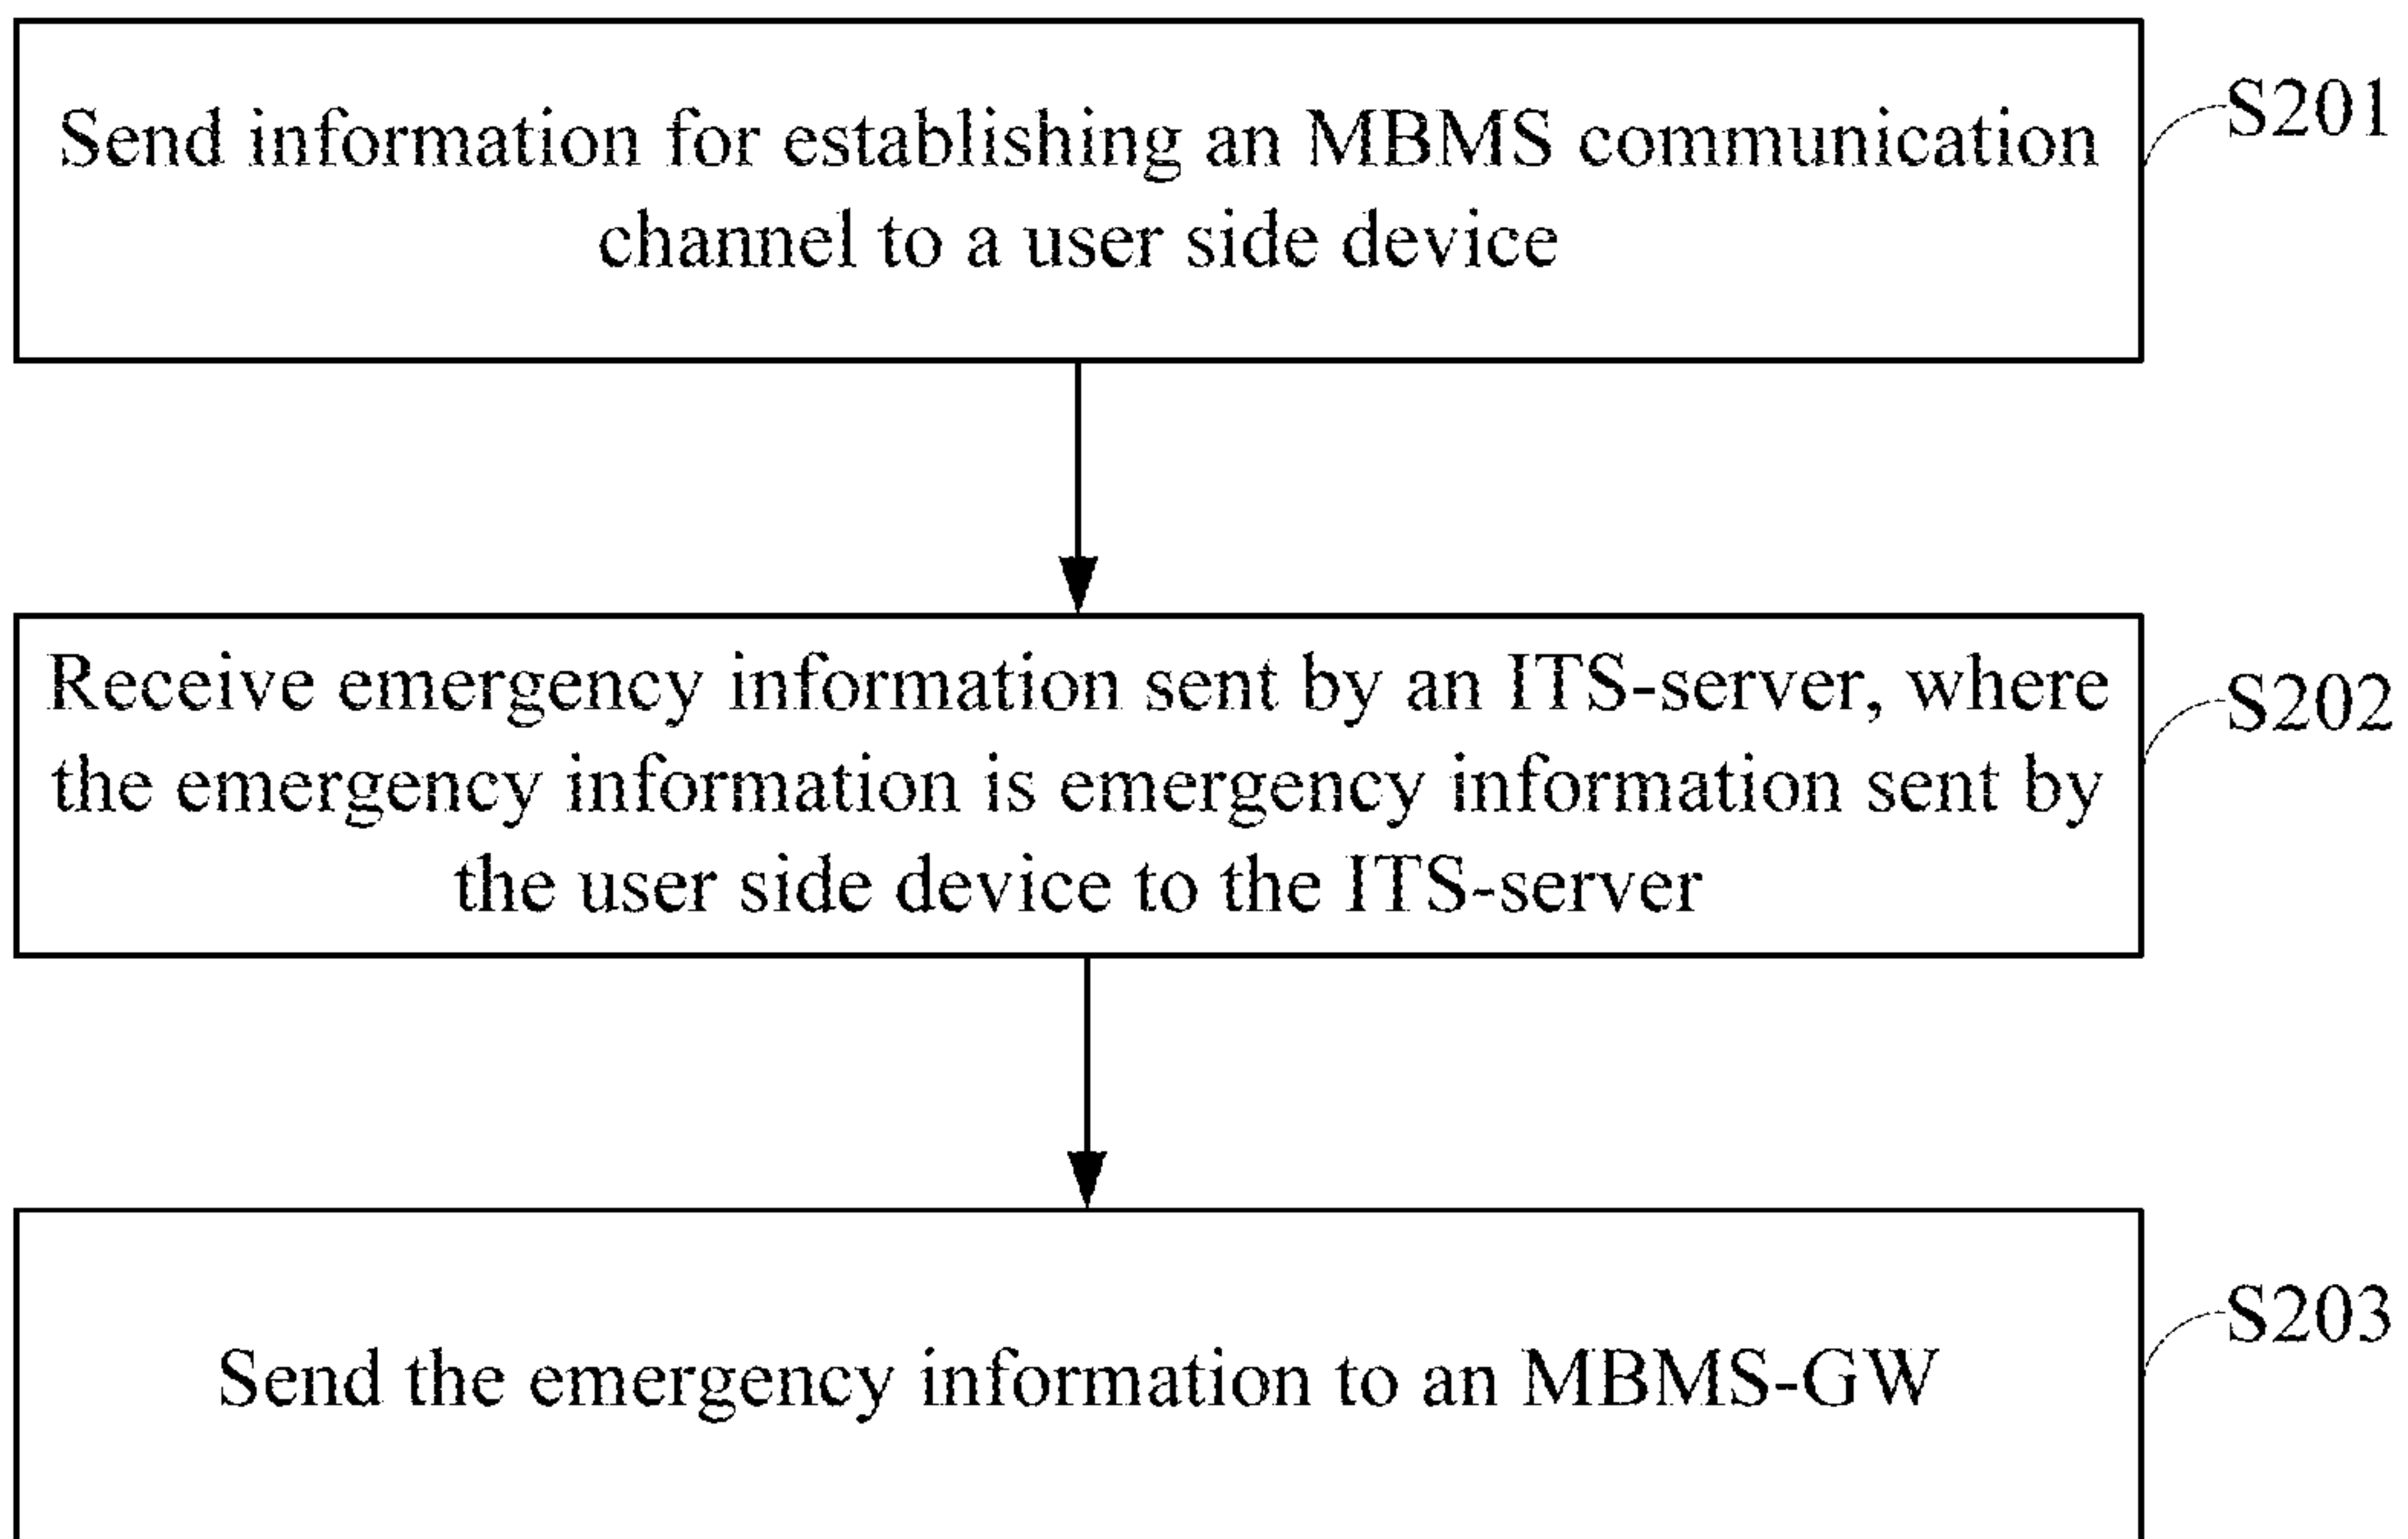 Send information for establishing an MBMS communication
channel to a user side device
S201
Receive emergency information sent by an ITS-server, where
the emergency information is emergency information sent by
the user side device to the ITS-server
S202
Send the emergency information to an MBMS-GW
S203